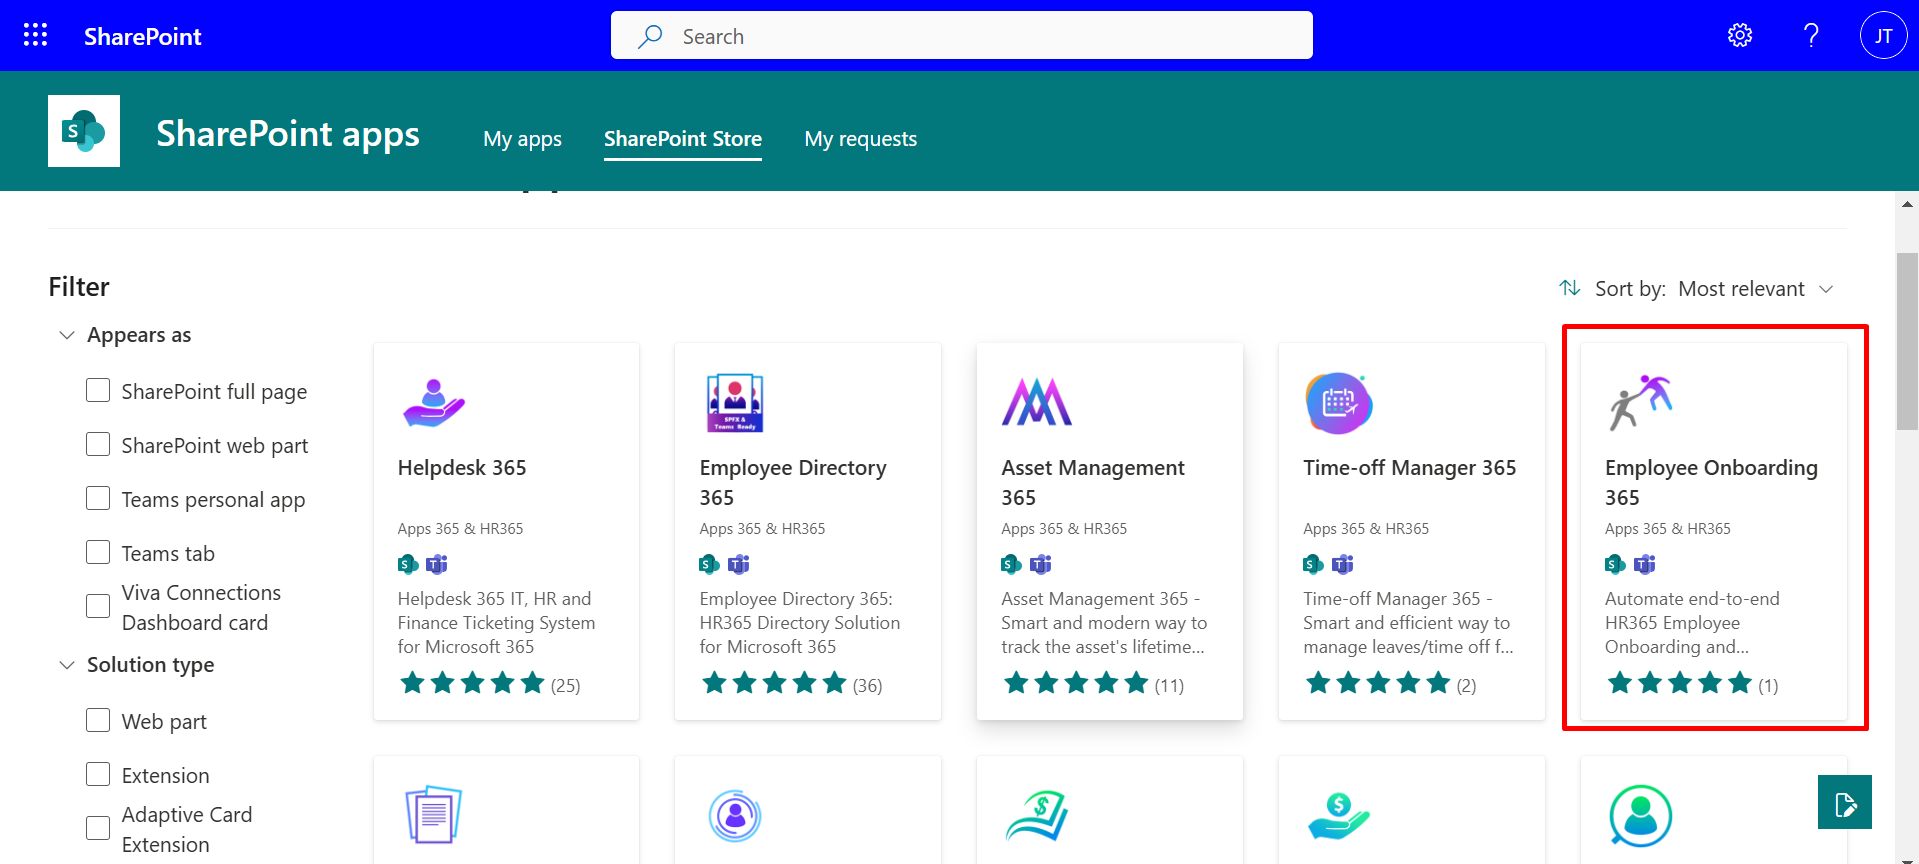 SharePoint
Search
JT
S
SharePoint apps
My apps
SharePoint Store
My requests
Filter
Sort by: Most relevant
Appears as
SharePoint full page
SharePoint web part
Teams personal app
Teams tab
Viva Connections
Dashboard card
Solution type
Web part
Extension
Adaptive Card
Extension
Helpdesk 365
Apps 365 & HR365
Helpdesk 365 IT, HR and
Finance Ticketing System
for Microsoft 365
(25)
SPFX &
Teams Ready
Employee Directory
365
Apps 365 & HR365
Employee Directory 365:
HR365 Directory Solution
for Microsoft 365
(36)
Asset Management
365
Apps 365 & HR365
Asset Management 365 -
Smart and modern way to
track the asset's lifetime...
(11)
Time-off Manager 365
Apps 365 & HR365
Time-off Manager 365 -
Smart and efficient way to
manage leaves/time off f...
(2)
Employee Onboarding
365
Apps 365 & HR365
Automate end-to-end
HR365 Employee
Onboarding and...
(1)